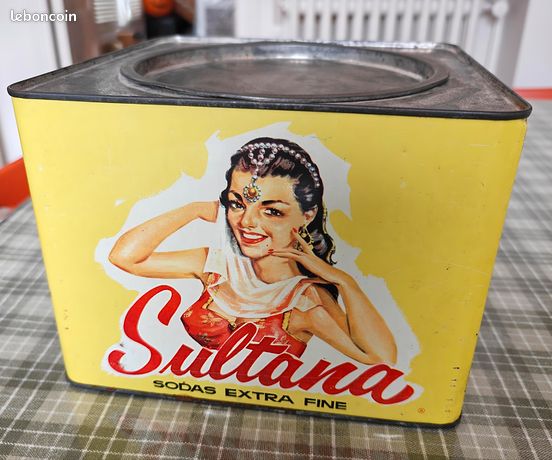 leboncoin
Sultana
SODAS EXTRA FINE
®